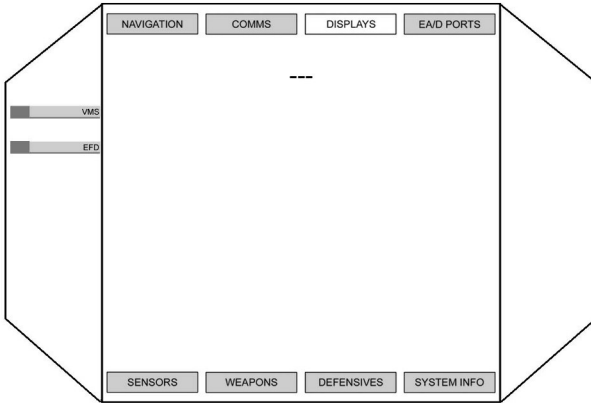 NAVIGATION COMMS DISPLAYS EA/D PORTS
---
VMS
EFD
SENSORS WEAPONS DEFENSIVES SYSTEM INFO